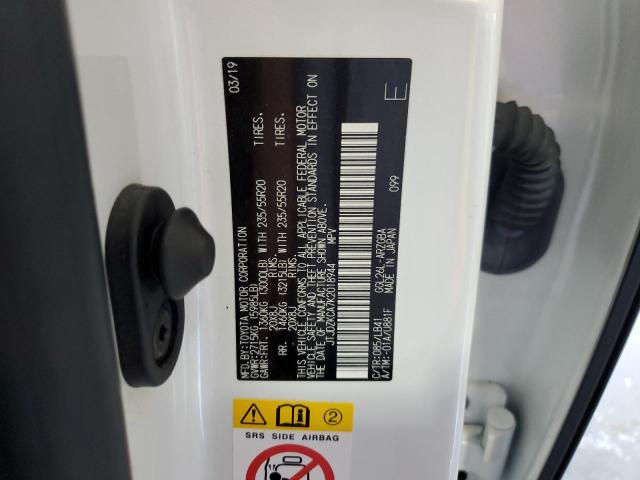 MFD.BY:TOYOTA MOTOR CORPORATION 03/19
GVWR:2715KG (5985LB)
GAWR:FRT. 1360KG (3000LB) WITH 235/55R20 TIRES.
20X8J RIMS.
RR. 1460KG (3215LB) WITH 235/55R20 TIRES.
20X8J RIMS.
THIS VEHICLE CONFORMS TO ALL APPLICABLE FEDERAL MOTOR
VEHICLE SAFETY AND THEFT PREVENTION STANDARDS IN EFFECT ON
THE DATE OF MANUFACTURE SHOWN ABOVE.
JTJDZKCA7K2018944 MPV
E
C/TR:085/LB41 GGL26L-ARZGBA 099
A/TM:-01A/U881F MADE IN JAPAN
2
SRS SIDE AIRBAG